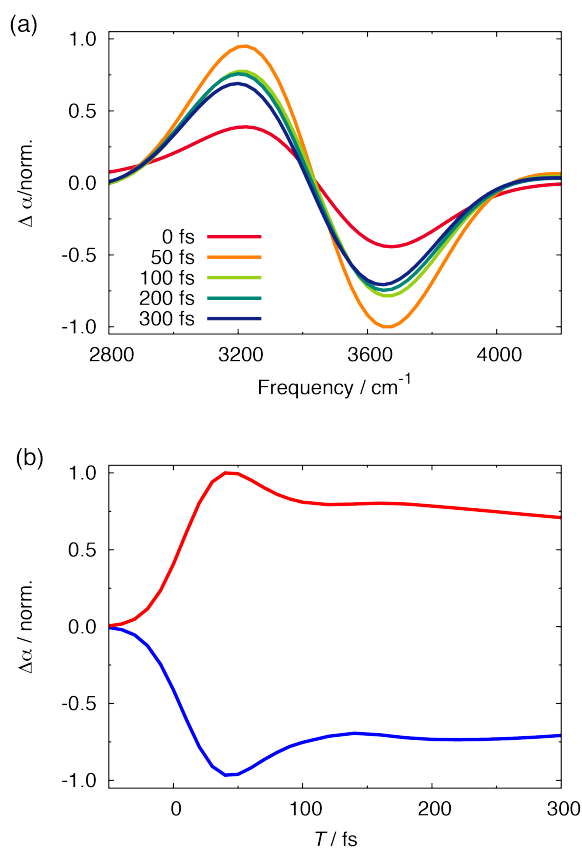 (a)
1.0
0.5
0.0
-0.5
-1.0
Δ α/norm.
0 fs
50 fs
100 fs
200 fs
300 fs
2800 3200 3600 4000
Frequency / cm⁻¹
(b)
1.0
0.5
0.0
-0.5
-1.0
Δα / norm.
0 100 200 300
T / fs